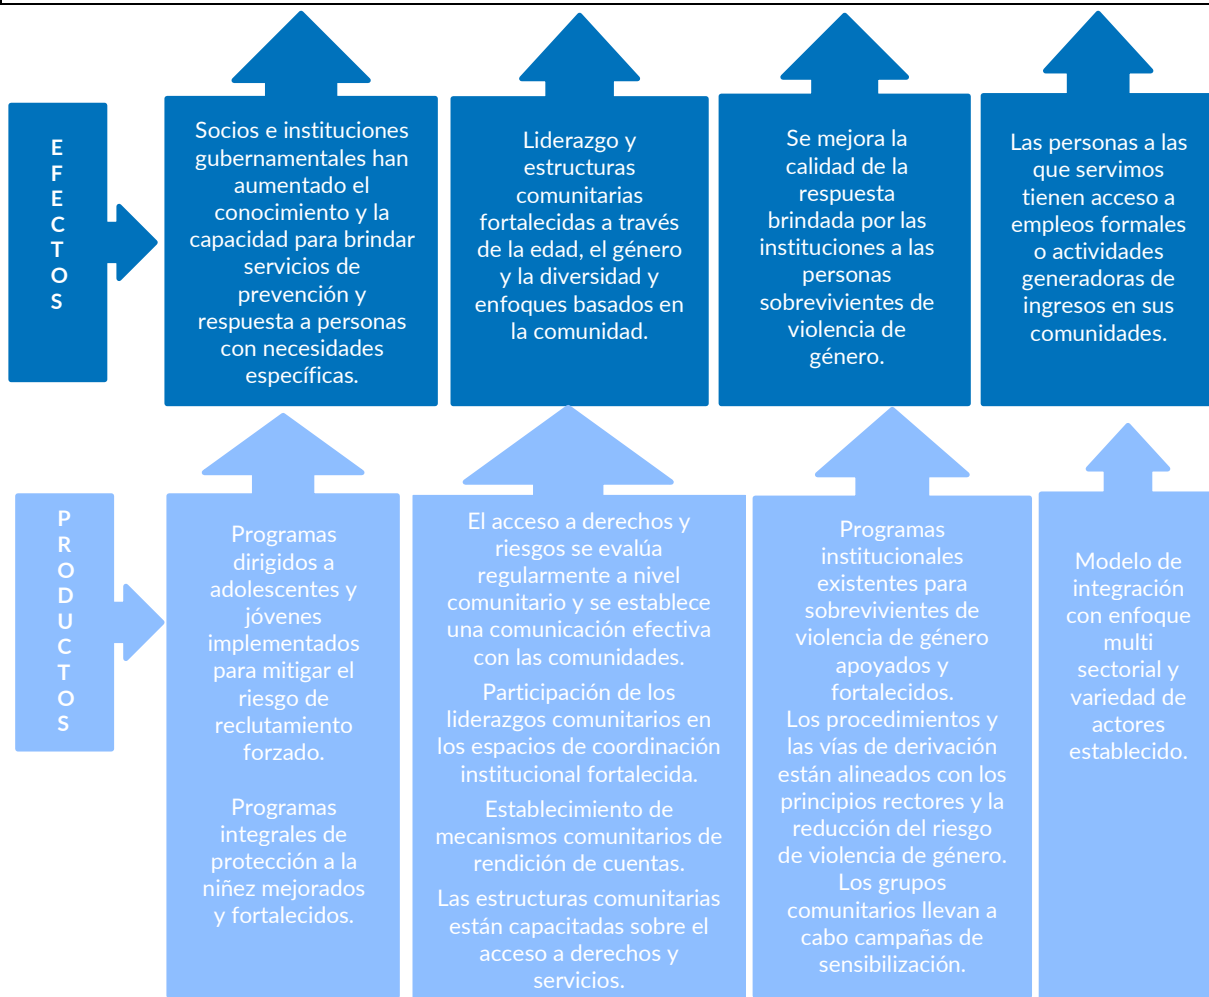 EFECTOS
Socios e instituciones
gubernamentales han
aumentado el
conocimiento y la
capacidad para brindar
servicios de
prevención y
respuesta a personas
con necesidades
específicas.
Liderazgo y
estructuras
comunitarias
fortalecidas a través
de la edad, el género
y la diversidad y
enfoques basados en
la comunidad.
Se mejora la
calidad de la
respuesta
brindada por las
instituciones a las
personas
sobrevivientes de
violencia de
género.
Las personas a las
que servimos
tienen acceso a
empleos formales
o actividades
generadoras de
ingresos en sus
comunidades.
PRODUCTOS
Programas
dirigidos a
adolescentes y
jóvenes
implementados
para mitigar el
riesgo de
reclutamiento
forzado.
Programas
integrales de
protección a la
niñez mejorados
y fortalecidos.
El acceso a derechos y
riesgos se evalúa
regularmente a nivel
comunitario y se establece
una comunicación efectiva
con las comunidades.
Participación de los
liderazgos comunitarios en
los espacios de coordinación
institucional fortalecida.
Establecimiento de
mecanismos comunitarios de
rendición de cuentas.
Las estructuras comunitarias
están capacitadas sobre el
acceso a derechos y
servicios.
Programas
institucionales
existentes para
sobrevivientes de
violencia de género
apoyados y
fortalecidos.
Los procedimientos y
las vías de derivación
están alineados con los
principios rectores y la
reducción del riesgo
de violencia de género.
Los grupos
comunitarios llevan a
cabo campañas de
sensibilización.
Modelo de
integración
con enfoque
multi
sectorial y
variedad de
actores
establecido.